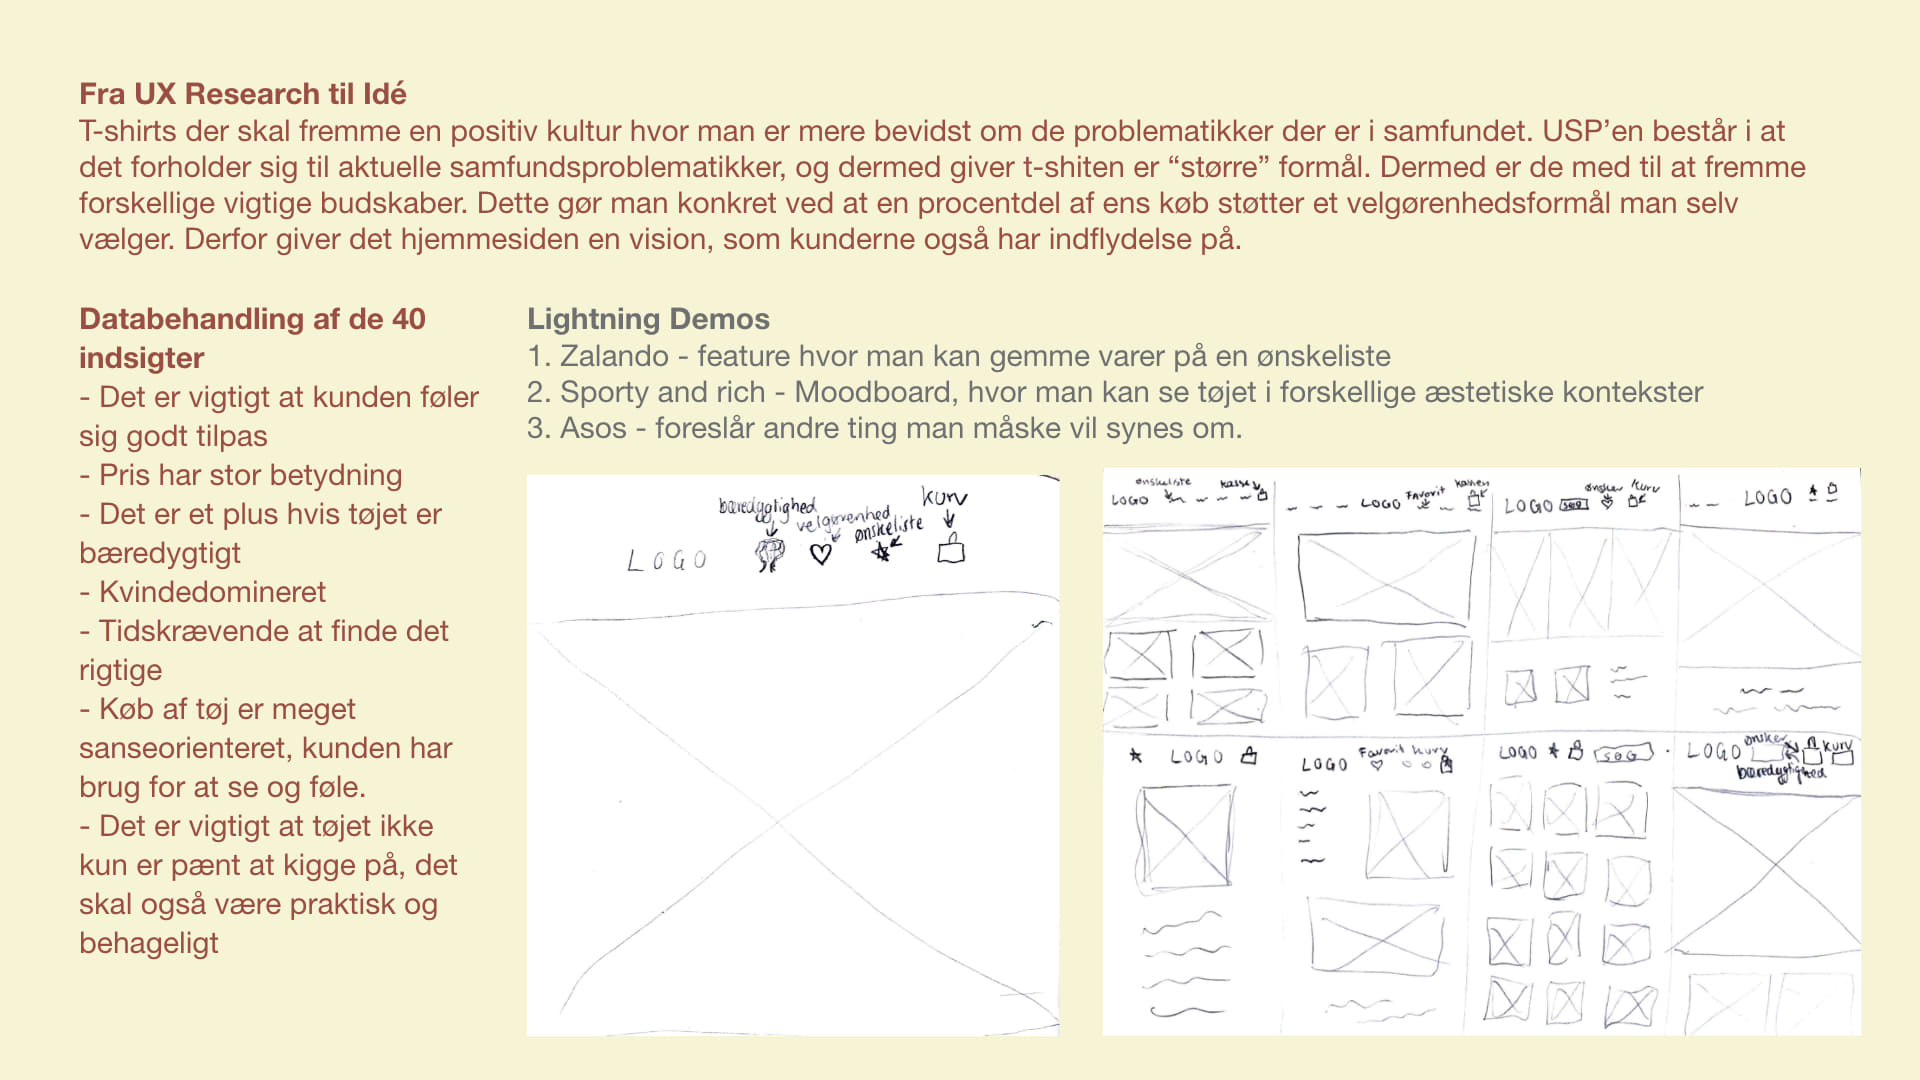 Fra UX Research til Idé
T-shirts der skal fremme en positiv kultur hvor man er mere bevidst om de problematikker der er i samfundet. USP’en består i at
det forholder sig til aktuelle samfundsproblematikker, og dermed giver t-shiten er “større” formål. Dermed er de med til at fremme
forskellige vigtige budskaber. Dette gør man konkret ved at en procentdel af ens køb støtter et velgørenhedsformål man selv
vælger. Derfor giver det hjemmesiden en vision, som kunderne også har indflydelse på.
Databehandling af de 40
indsigter
- Det er vigtigt at kunden føler
sig godt tilpas
- Pris har stor betydning
- Det er et plus hvis tøjet er
bæredygtigt
- Kvindedomineret
- Tidskrævende at finde det
rigtige
- Køb af tøj er meget
sanseorienteret, kunden har
brug for at se og føle.
- Det er vigtigt at tøjet ikke
kun er pænt at kigge på, det
skal også være praktisk og
behageligt
Lightning Demos
1. Zalando - feature hvor man kan gemme varer på en ønskeliste
2. Sporty and rich - Moodboard, hvor man kan se tøjet i forskellige æstetiske kontekster
3. Asos - foreslår andre ting man måske vil synes om.
bæredygtighed
velgørenhed
ønskeliste
kurv
LOGO
ønskeliste
LOGO
Favorit
LOGO
ønsker kurv
LOGO SØG
LOGO
LOGO
Favorit kurv
LOGO
LOGO SØG
LOGO ønsker kurv
bæredygtighed